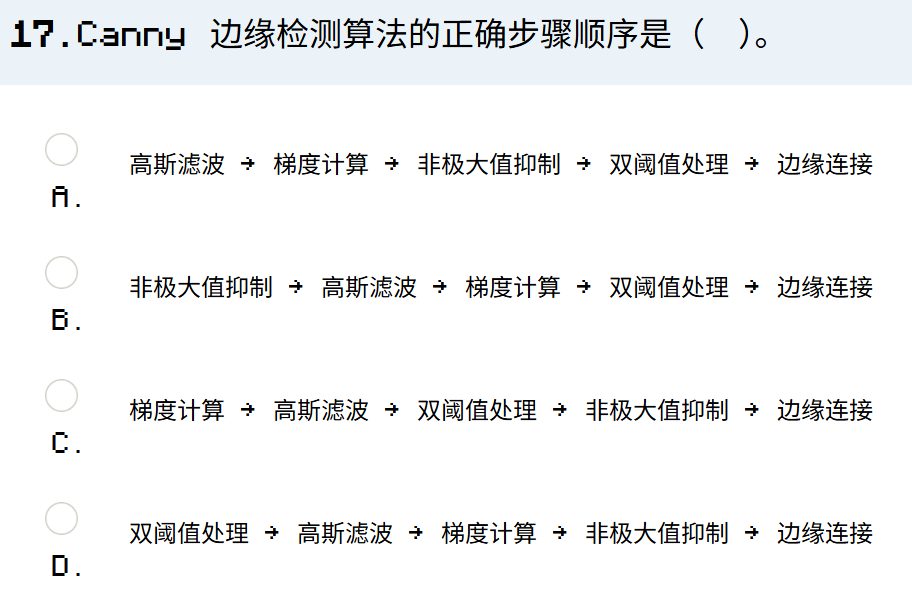 17.Canny 边缘检测算法的正确步骤顺序是（ ）。
高斯滤波 → 梯度计算 → 非极大值抑制 → 双阈值处理 → 边缘连接
A.
非极大值抑制 → 高斯滤波 → 梯度计算 → 双阈值处理 → 边缘连接
B.
梯度计算 → 高斯滤波 → 双阈值处理 → 非极大值抑制 → 边缘连接
C.
双阈值处理 → 高斯滤波 → 梯度计算 → 非极大值抑制 → 边缘连接
D.